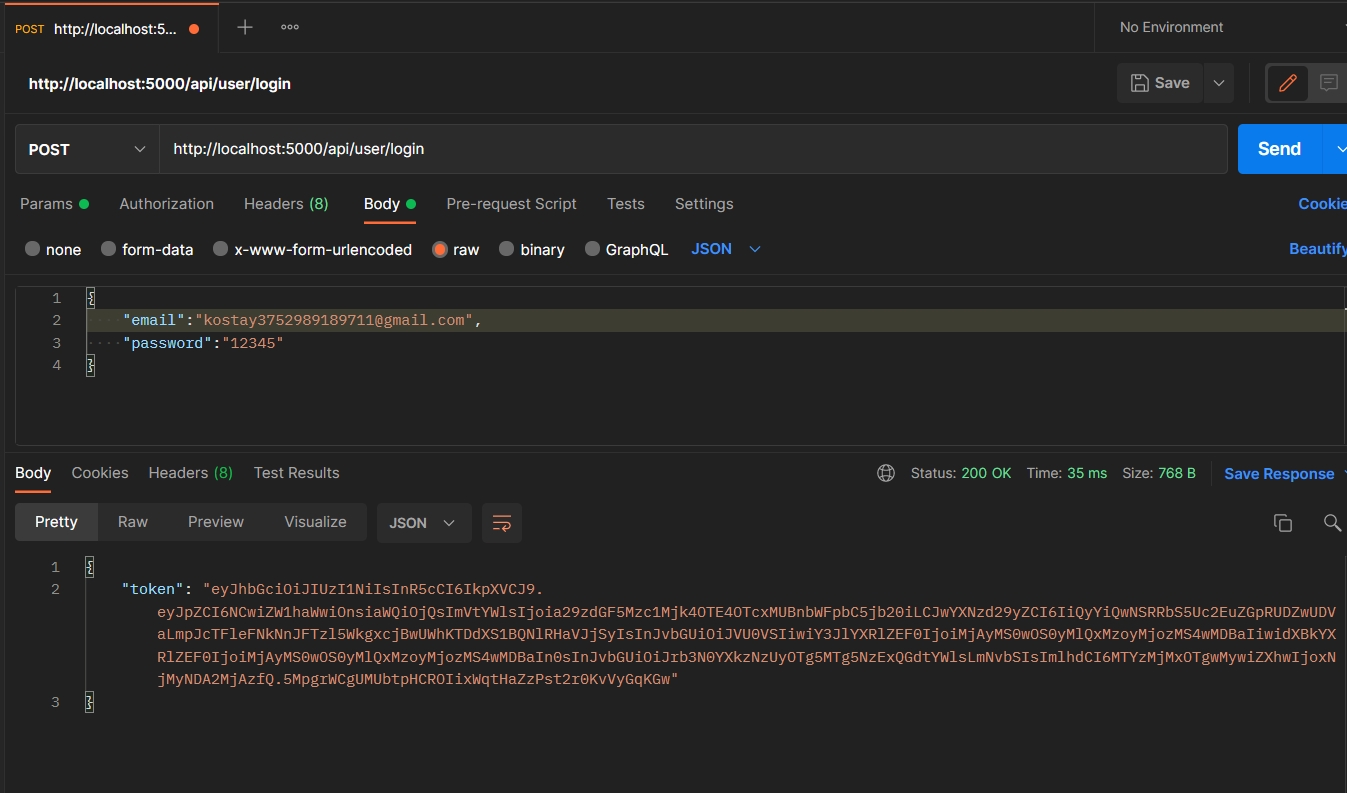 POST http://localhost:5...
No Environment
http://localhost:5000/api/user/login
Save
POST http://localhost:5000/api/user/login Send
Params Authorization Headers (8) Body Pre-request Script Tests Settings Cookie
none form-data x-www-form-urlencoded raw binary GraphQL JSON Beautify
1 {
2 "email":"kostay3752989189711@gmail.com",
3 "password":"12345"
4 }
Body Cookies Headers (8) Test Results Status: 200 OK Time: 35 ms Size: 768 B Save Response
Pretty Raw Preview Visualize JSON
1 {
2 "token": "eyJhbGciOiJIUzI1NiIsInR5cCI6IkpXVCJ9.
eyJpZCI6NCwiZW1haWwiOnsiaWQiOjQsImVtYWlsIjoia29zdGF5Mzc1Mjk4OTE4OTcxMUBnbWFpbC5jb20iLCJwYXNzd29yZCI6IiQyYiQwNSRRbS5Uc2EuZGpRUDZwUDV
aLmpJcTFleFNkNnJFTzl5WkgxcjBwUWhKTDdXS1BQNlRHaVJjSyIsInJvbGUiOiJVU0VSIiwiY3JlYXRlZEF0IjoiMjAyMS0wOS0yMlQxMzoyMjozMS4wMDBaIiwidXBkYX
RlZEF0IjoiMjAyMS0wOS0yMlQxMzoyMjozMS4wMDBaIn0sInJvbGUiOiJrb3N0YXkzNzUyOTg5MTg5NzExQGdtYWlsLmNvbSIsImlhdCI6MTYzMjMxOTgwMywiZXhwIjoxN
jMyNDA2MjAzfQ.5MpgrWCgUMUbtpHCROIixWqtHaZzPst2r0KvVyGqKGw"
3 }